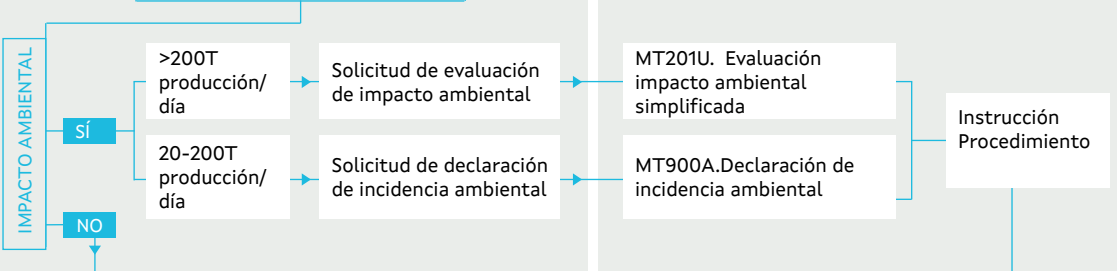 IMPACTO AMBIENTAL
SÍ
>200T
producción/
día
Solicitud de evaluación
de impacto ambiental
MT201U.  Evaluación
impacto ambiental
simplificada
20-200T
producción/
día
Solicitud de declaración
de incidencia ambiental
MT900A.Declaración de
incidencia ambiental
Instrucción
Procedimiento
NO